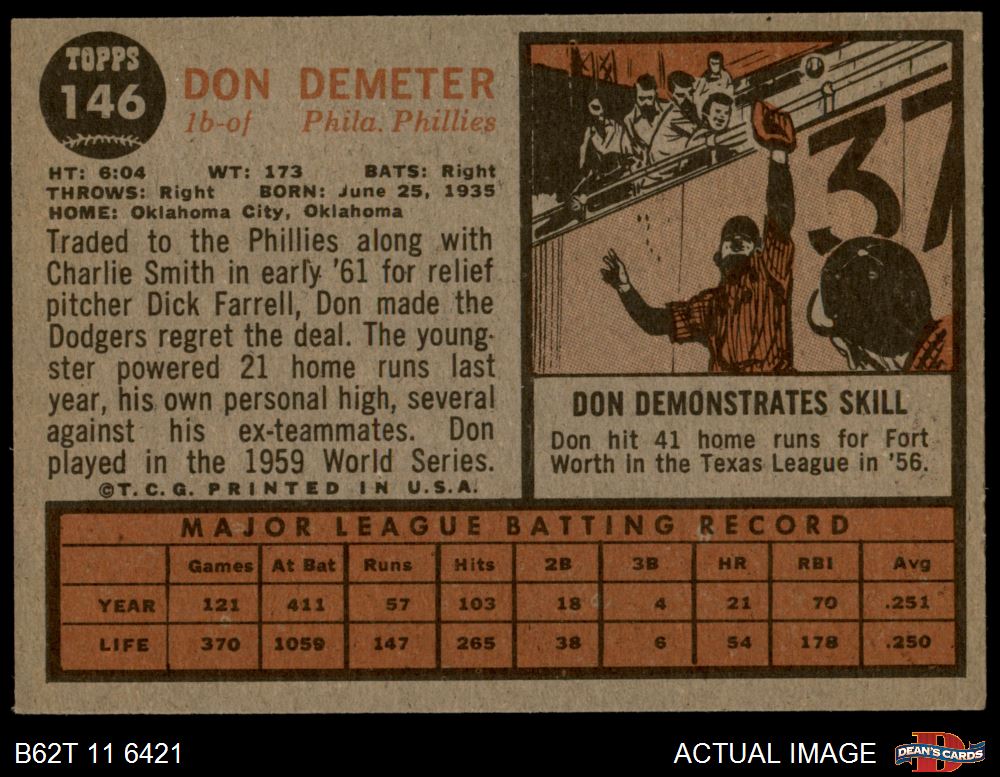 TOPPS
146
DON DEMETER
1b-of Phila. Phillies
HT: 6:04 WT: 173 BATS: Right
THROWS: Right BORN: June 25, 1935
HOME: Oklahoma City, Oklahoma
Traded to the Phillies along with
Charlie Smith in early '61 for relief
pitcher Dick Farrell, Don made the
Dodgers regret the deal. The young-
ster powered 21 home runs last
year, his own personal high, several
against his ex-teammates. Don
played in the 1959 World Series.
©T.C.G. PRINTED IN U.S.A.
37
DON DEMONSTRATES SKILL
Don hit 41 home runs for Fort
Worth in the Texas League in '56.
MAJOR LEAGUE BATTING RECORD
Games At Bat Runs Hits 2B 3B HR RBI Avg
YEAR 121 411 57 103 18 4 21 70 .251
LIFE 370 1059 147 265 38 6 54 178 .250
B62T 11 6421
ACTUAL IMAGE
D
DEAN'S CARDS